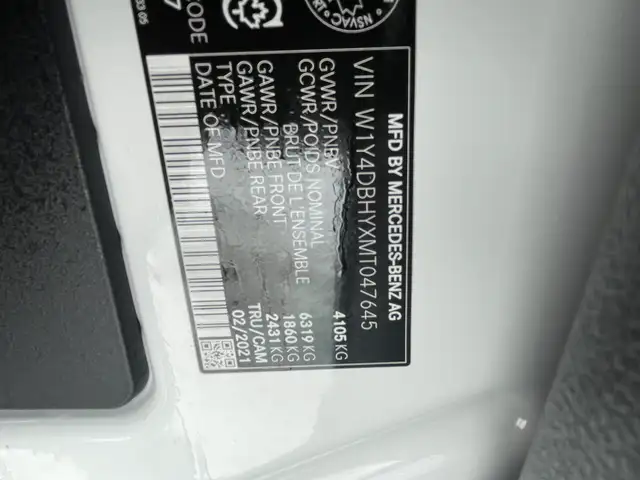 MFD BY MERCEDES-BENZ AG
VIN W1Y4DBHYXMT047645
GVWR/PNBV 4105 KG
GCWR/POIDS NOMINAL
BRUT DE L'ENSEMBLE 6319 KG
GAWR/PNBE FRONT 1860 KG
GAWR/PNBE REAR 2431 KG
TYPE TRU/CAM
DATE OF MFD 02/2021
NSVAC
CODE